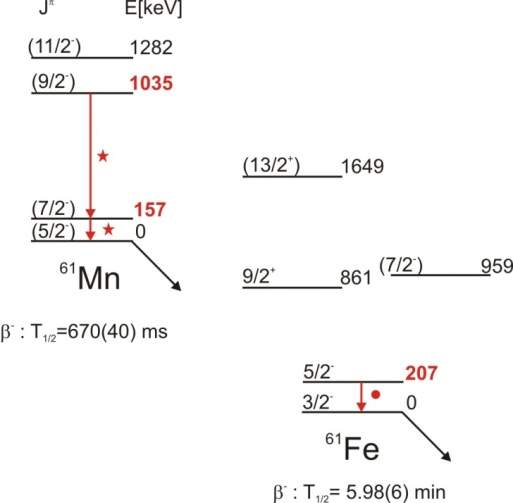 Jπ E[keV]
(11/2-) 1282
(9/2-) 1035
(13/2+) 1649
(7/2-) 157
(5/2-) 0
61Mn
9/2+ 861
(7/2-) 959
β- : T1/2=670(40) ms
5/2- 207
3/2- 0
61Fe
β- : T1/2= 5.98(6) min